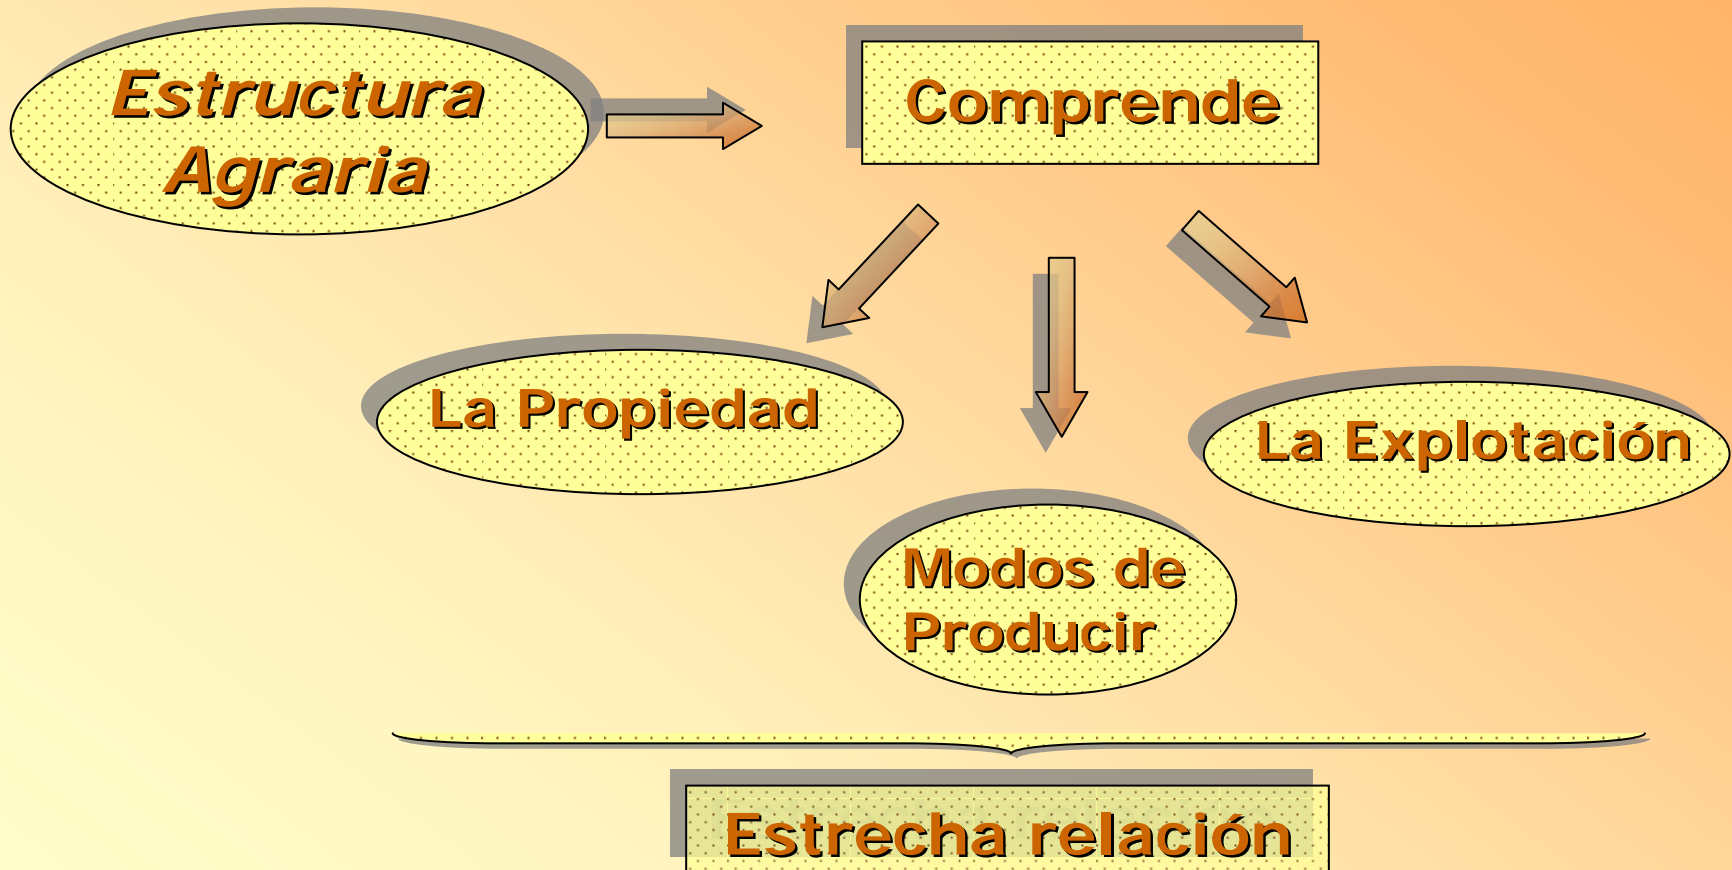 Estructura
Agraria
Comprende
La Propiedad
La Explotación
Modos de
Producir
Estrecha relación